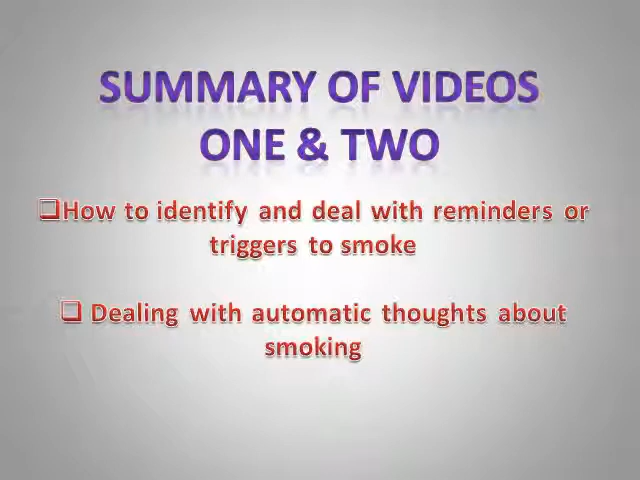 SUMMARY OF VIDEOS
ONE & TWO
❑How to identify and deal with reminders or
triggers to smoke
❑ Dealing with automatic thoughts about
smoking